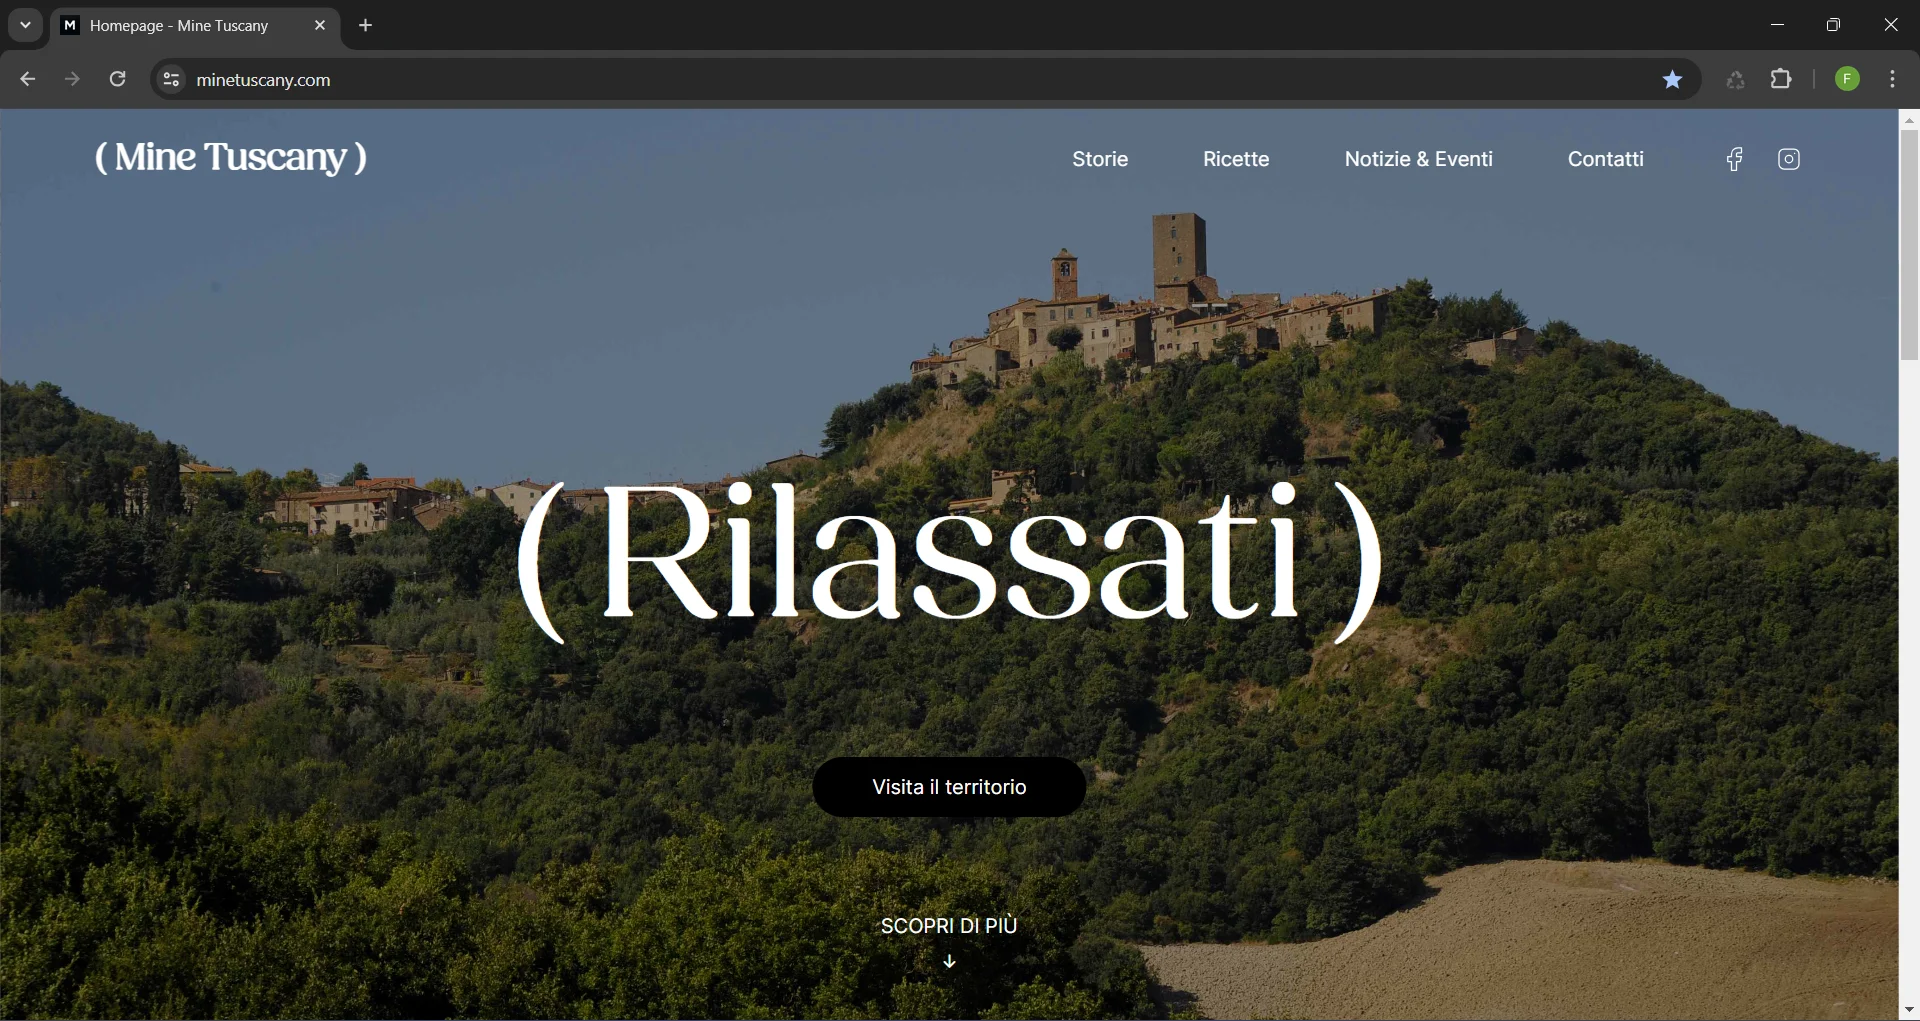 M Homepage - Mine Tuscany
minetuscany.com
F
( Mine Tuscany )
Storie
Ricette
Notizie & Eventi
Contatti
( Rilassati )
Visita il territorio
SCOPRI DI PIÙ